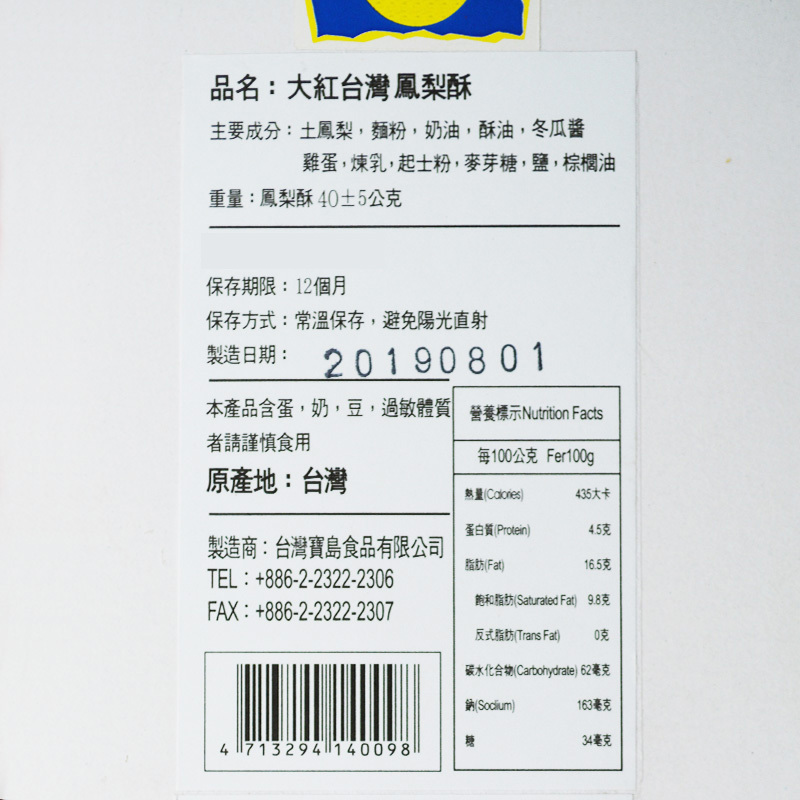 品名：大紅台灣鳳梨酥
主要成分：土鳳梨，麵粉，奶油，酥油，冬瓜醬
雞蛋，煉乳，起士粉，麥芽糖，鹽，棕櫚油
重量：鳳梨酥 40±5公克
保存期限：12個月
保存方式：常溫保存，避免陽光直射
製造日期： 20190801
本產品含蛋，奶，豆，過敏體質
者請謹慎食用
原產地：台灣
製造商：台灣寶島食品有限公司
TEL：+886-2-2322-2306
FAX：+886-2-2322-2307
4 713294 140098
營養標示Nutrition Facts
每100公克 Fer100g
熱量(Calories) 435大卡
蛋白質(Protein) 4.5克
脂肪(Fat) 16.5克
飽和脂肪(Saturated Fat) 9.8克
反式脂肪(Trans Fat) 0克
碳水化合物(Carbohydrate) 62毫克
鈉(Soclium) 163毫克
糖 34毫克